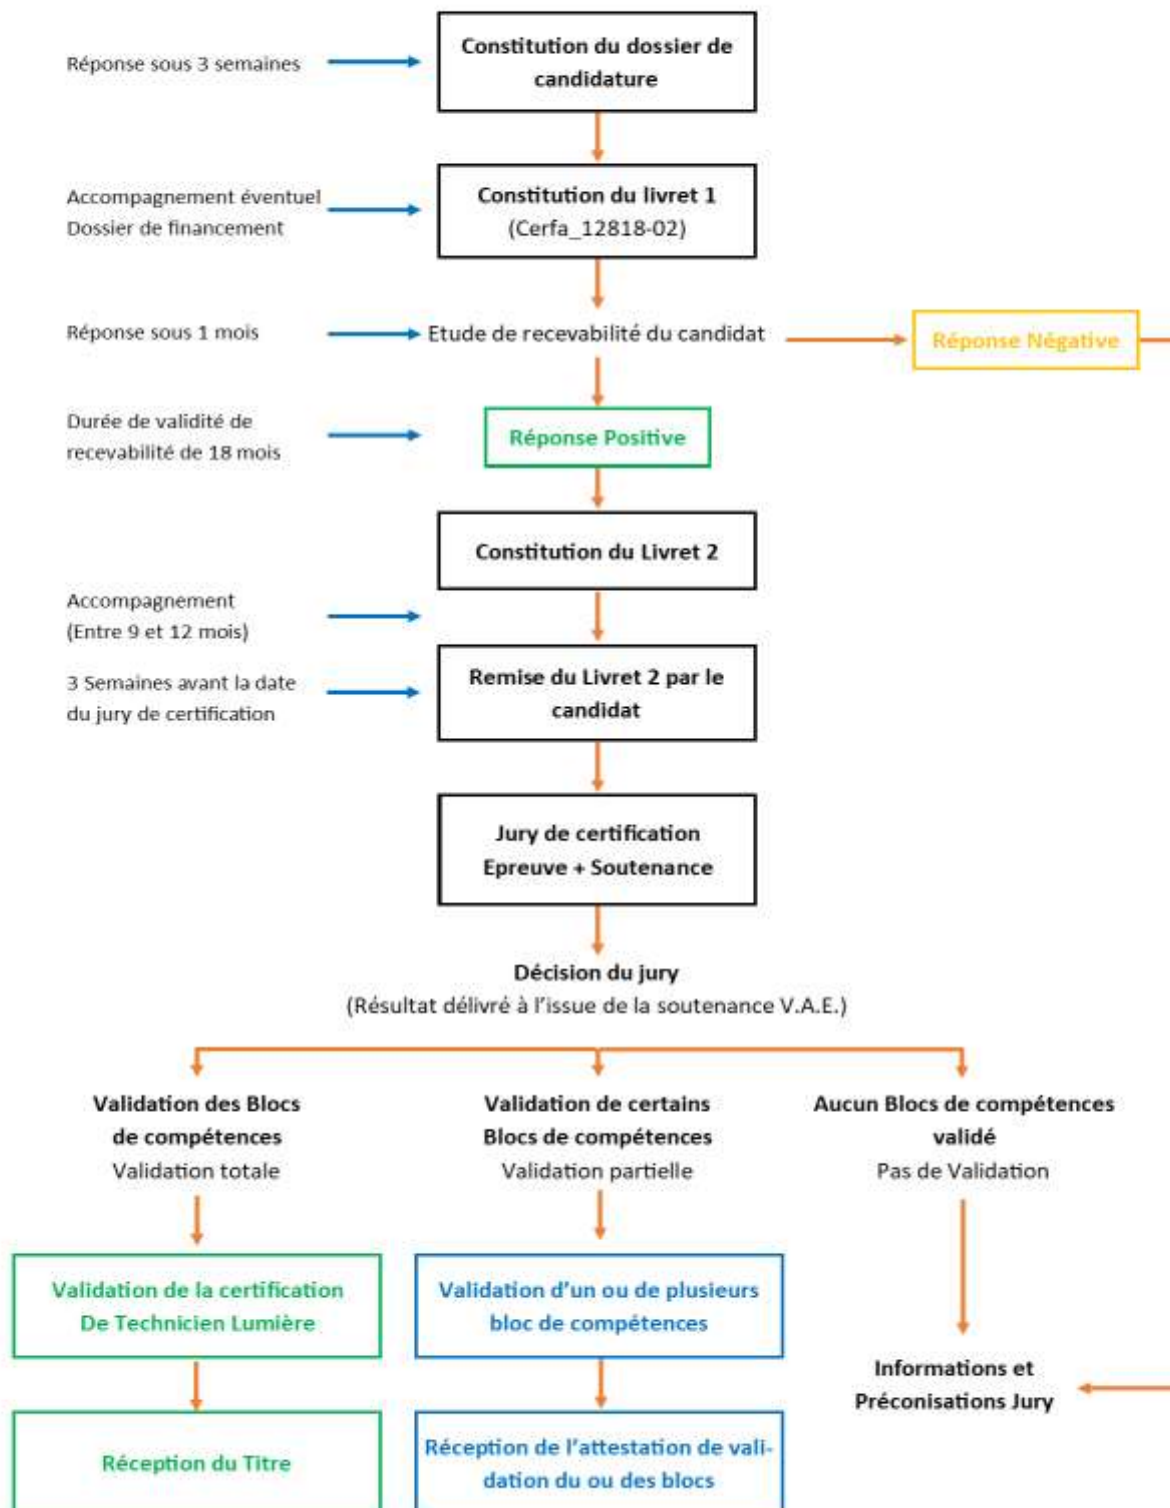 Réponse sous 3 semaines
Constitution du dossier de
candidature
Accompagnement éventuel
Dossier de financement
Constitution du livret 1
(Cerfa_12818-02)
Réponse sous 1 mois
Etude de recevabilité du candidat
Réponse Négative
Durée de validité de
recevabilité de 18 mois
Réponse Positive
Constitution du Livret 2
Accompagnement
(Entre 9 et 12 mois)
3 Semaines avant la date
du jury de certification
Remise du Livret 2 par le
candidat
Jury de certification
Epreuve + Soutenance
Décision du jury
(Résultat délivré à l'issue de la soutenance V.A.E.)
Validation des Blocs
de compétences
Validation totale
Validation de certains
Blocs de compétences
Validation partielle
Aucun Blocs de compétences
validé
Pas de Validation
Validation de la certification
De Technicien Lumière
Validation d'un ou de plusieurs
bloc de compétences
Informations et
Préconisations Jury
Réception du Titre
Réception de l'attestation de vali-
dation du ou des blocs